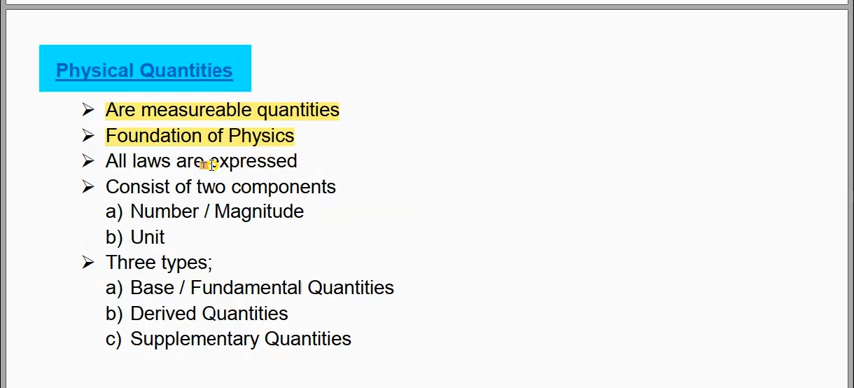 Physical Quantities
➢ Are measureable quantities
➢ Foundation of Physics
➢ All laws are expressed
➢ Consist of two components
a) Number / Magnitude
b) Unit
➢ Three types;
a) Base / Fundamental Quantities
b) Derived Quantities
c) Supplementary Quantities